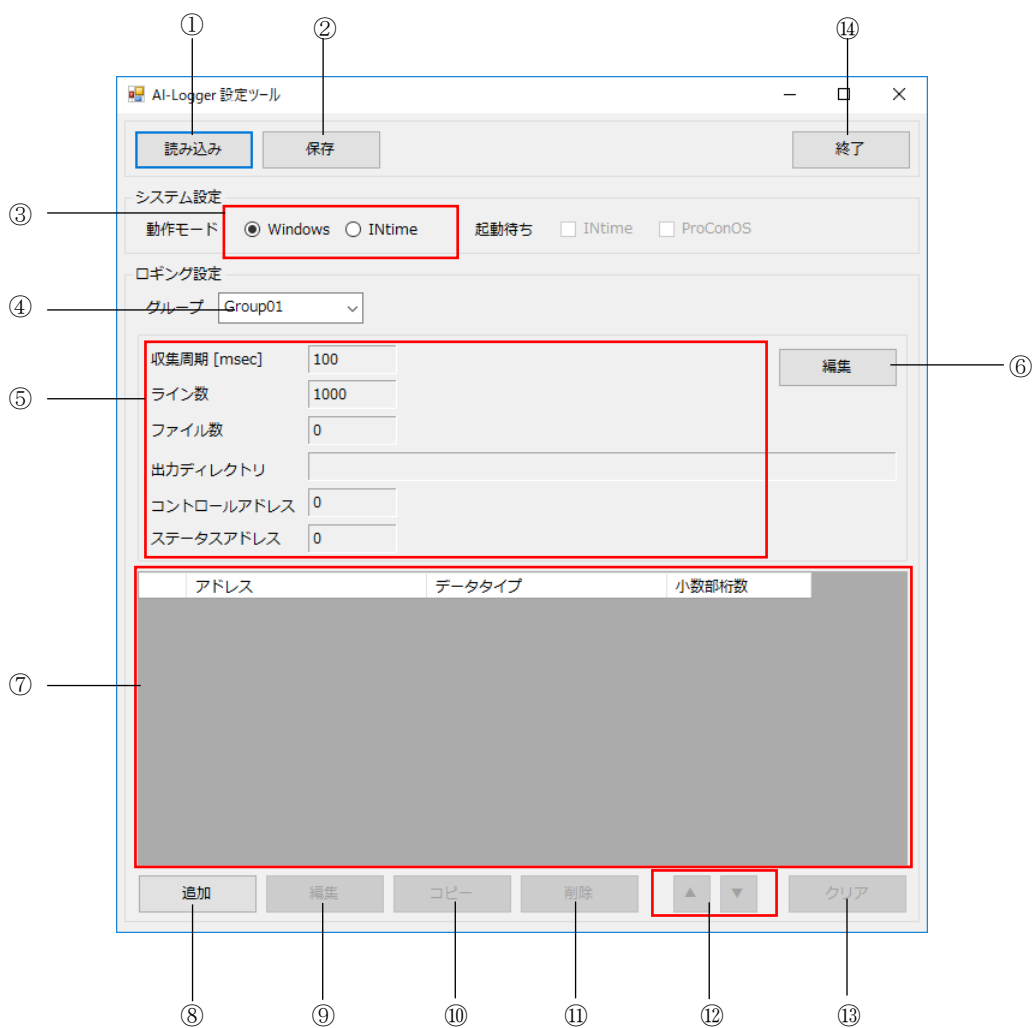 ① ② ⑭
AI-Logger 設定ツール
読み込み 保存 終了
システム設定
③
動作モード Windows INtime 起動待ち INtime ProConOS
ロギング設定
④ グループ Group01
収集周期 [msec] 100
編集 ⑥
⑤ ライン数 1000
ファイル数 0
出力ディレクトリ
コントロールアドレス 0
ステータスアドレス 0
アドレス データタイプ 小数部桁数
⑦
追加 編集 コピー 削除 ▲ ▼ クリア
⑧ ⑨ ⑩ ⑪ ⑫ ⑬